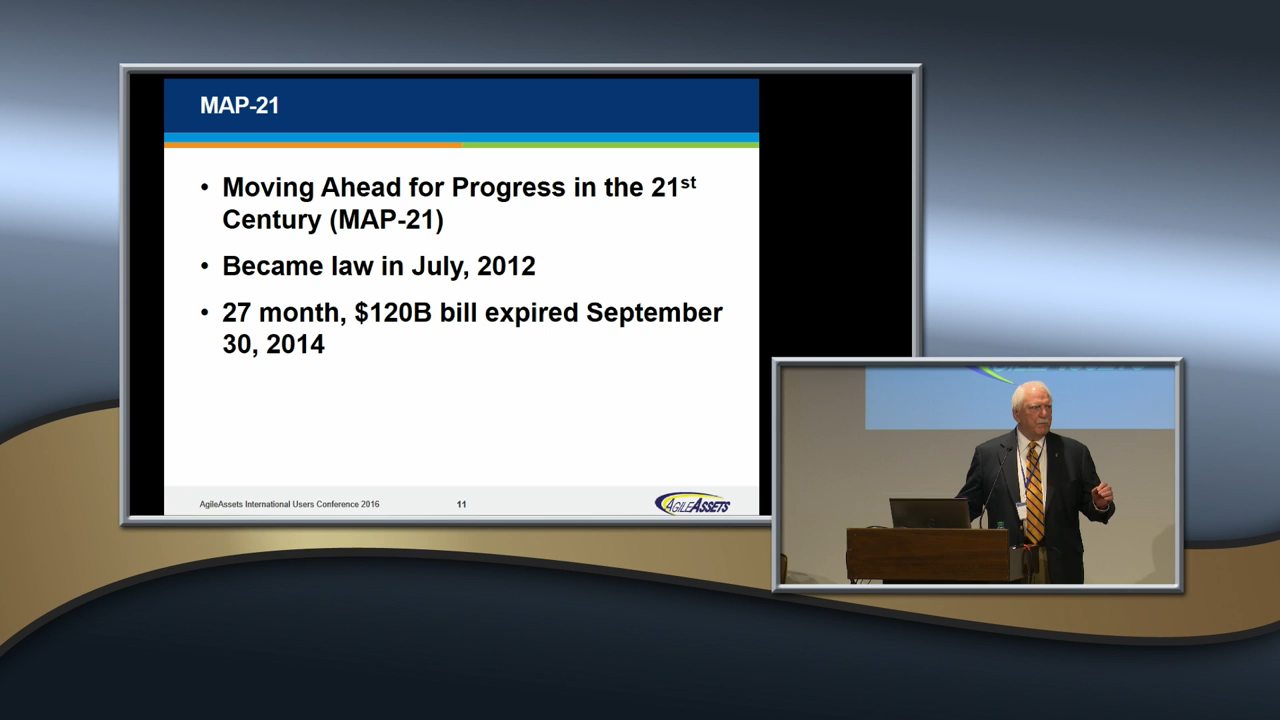 MAP-21
• Moving Ahead for Progress in the 21st
Century (MAP-21)
• Became law in July, 2012
• 27 month, $120B bill expired September
30, 2014
AgileAssets International Users Conference 2016
11
AGILEASSETS